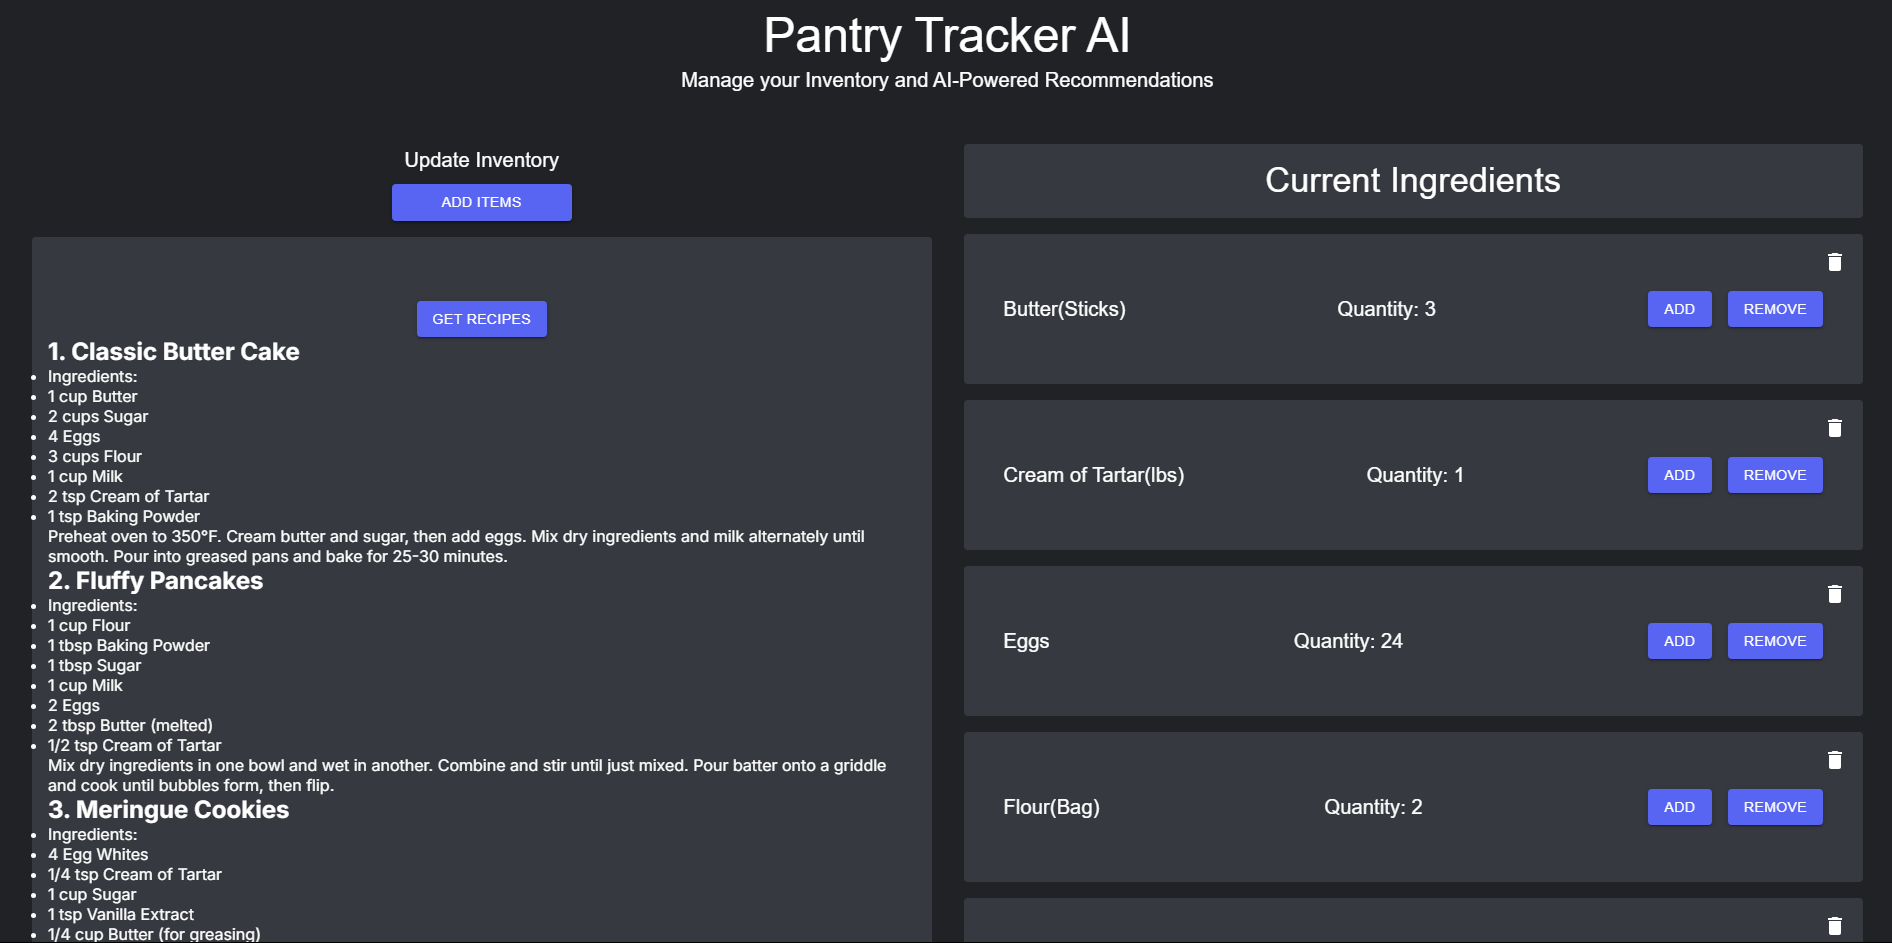 Pantry Tracker AI
Manage your Inventory and AI-Powered Recommendations
Update Inventory
ADD ITEMS
GET RECIPES
1. Classic Butter Cake
Ingredients:
1 cup Butter
2 cups Sugar
4 Eggs
3 cups Flour
1 cup Milk
2 tsp Cream of Tartar
1 tsp Baking Powder
Preheat oven to 350°F. Cream butter and sugar, then add eggs. Mix dry ingredients and milk alternately until
smooth. Pour into greased pans and bake for 25-30 minutes.
2. Fluffy Pancakes
Ingredients:
1 cup Flour
1 tbsp Baking Powder
1 tbsp Sugar
1 cup Milk
2 Eggs
2 tbsp Butter (melted)
1/2 tsp Cream of Tartar
Mix dry ingredients in one bowl and wet in another. Combine and stir until just mixed. Pour batter onto a griddle
and cook until bubbles form, then flip.
3. Meringue Cookies
Ingredients:
4 Egg Whites
1/4 tsp Cream of Tartar
1 cup Sugar
1 tsp Vanilla Extract
1/4 cup Butter (for greasing)
Current Ingredients
Butter(Sticks) Quantity: 3 ADD REMOVE
Cream of Tartar(lbs) Quantity: 1 ADD REMOVE
Eggs Quantity: 24 ADD REMOVE
Flour(Bag) Quantity: 2 ADD REMOVE